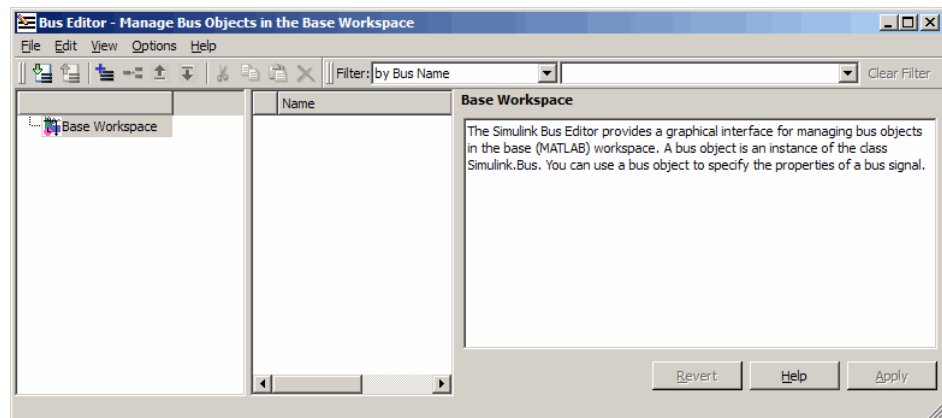 Bus Editor - Manage Bus Objects in the Base Workspace
File Edit View Options Help
Filter: by Bus Name Clear Filter
Name
Base Workspace
Base Workspace
The Simulink Bus Editor provides a graphical interface for managing bus objects
in the base (MATLAB) workspace. A bus object is an instance of the class
Simulink.Bus. You can use a bus object to specify the properties of a bus signal.
Revert Help Apply